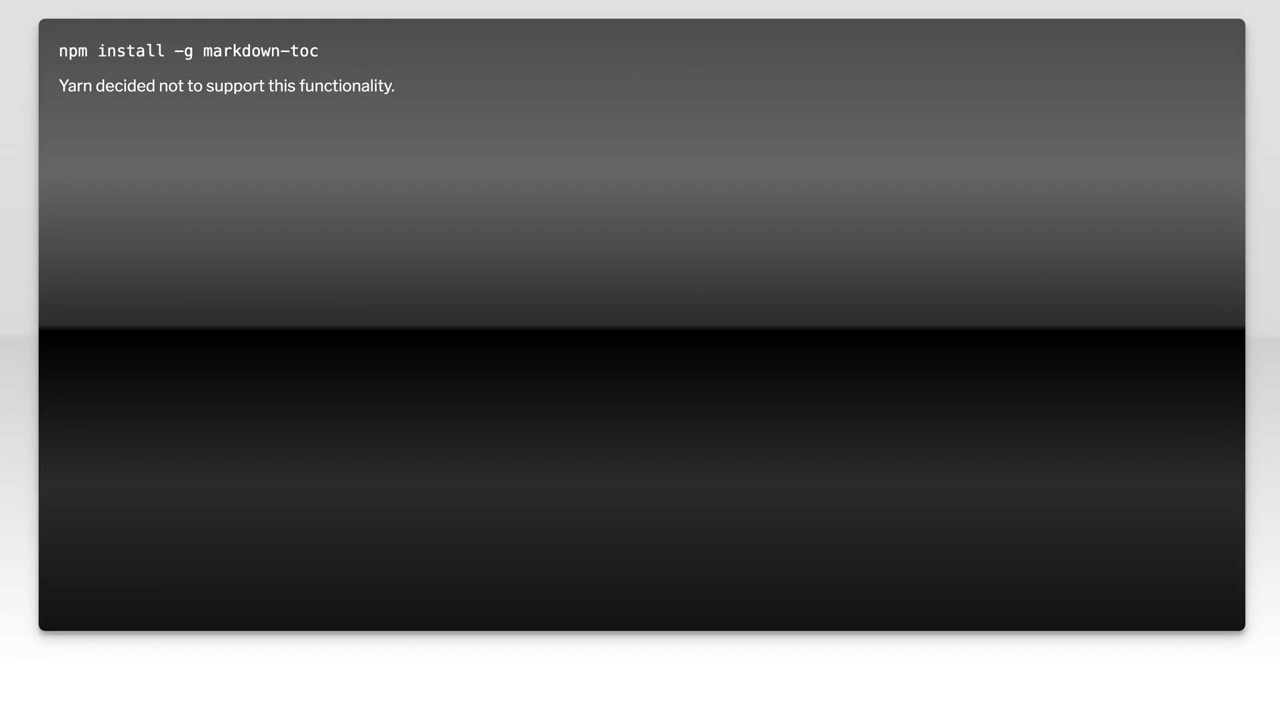 npm install -g markdown-toc
Yarn decided not to support this functionality.